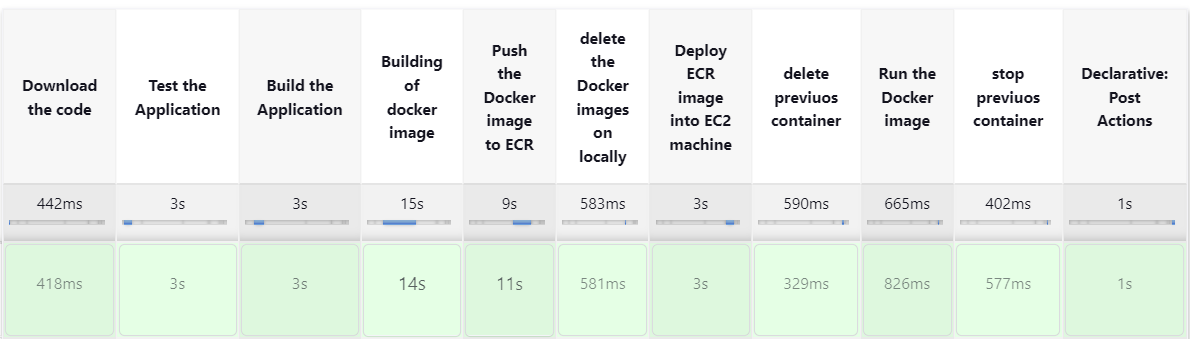 Download
the code
Test the
Application
Build the
Application
Building
of
docker
image
Push
the
Docker
image
to ECR
delete
the
Docker
images
on
locally
Deploy
ECR
image
into EC2
machine
delete
previuos
container
Run the
Docker
image
stop
previuos
container
Declarative:
Post
Actions
442ms 3s 3s 15s 9s 583ms 3s 590ms 665ms 402ms 1s
418ms 3s 3s 14s 11s 581ms 3s 329ms 826ms 577ms 1s